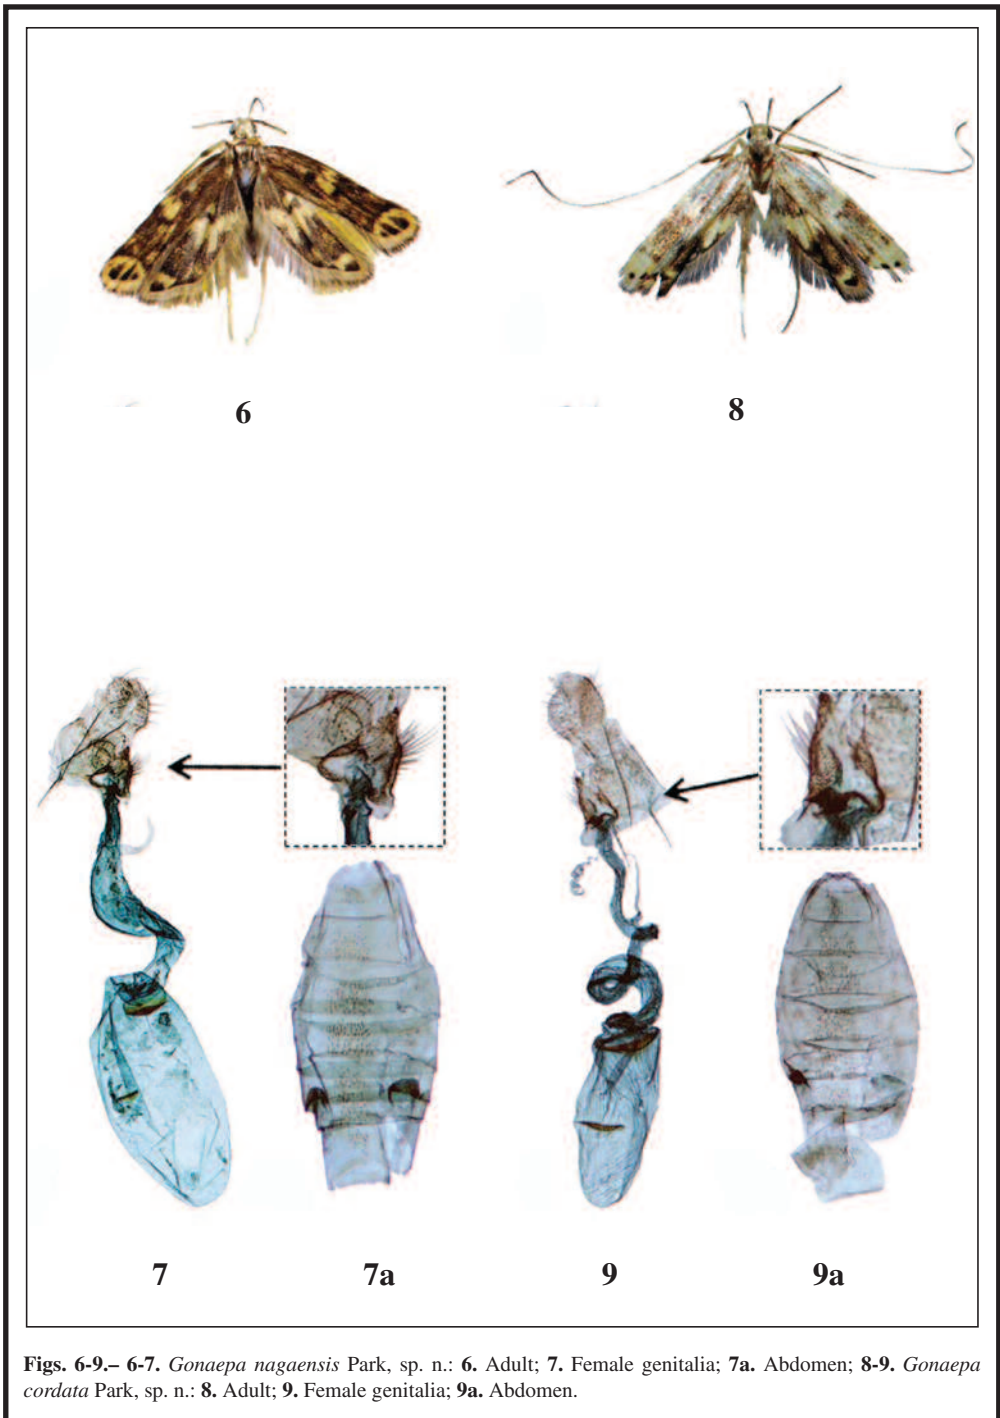 6
8
7
7a
9
9a
Figs. 6-9.– 6-7. Gonaepa nagaensis Park, sp. n.: 6. Adult; 7. Female genitalia; 7a. Abdomen; 8-9. Gonaepa
cordata Park, sp. n.: 8. Adult; 9. Female genitalia; 9a. Abdomen.